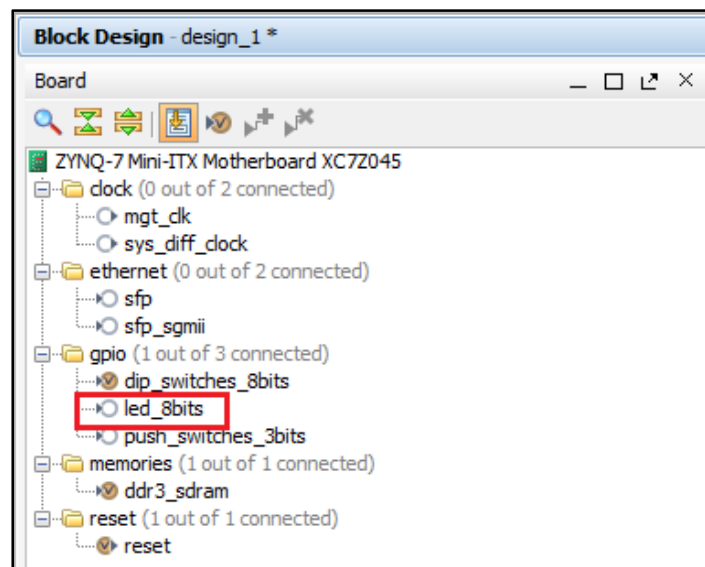 Block Design - design_1 *
Board
ZYNQ-7 Mini-ITX Motherboard XC7Z045
clock (0 out of 2 connected)
mgt_clk
sys_diff_clock
ethernet (0 out of 2 connected)
sfp
sfp_sgmii
gpio (1 out of 3 connected)
dip_switches_8bits
led_8bits
push_switches_3bits
memories (1 out of 1 connected)
ddr3_sdram
reset (1 out of 1 connected)
reset